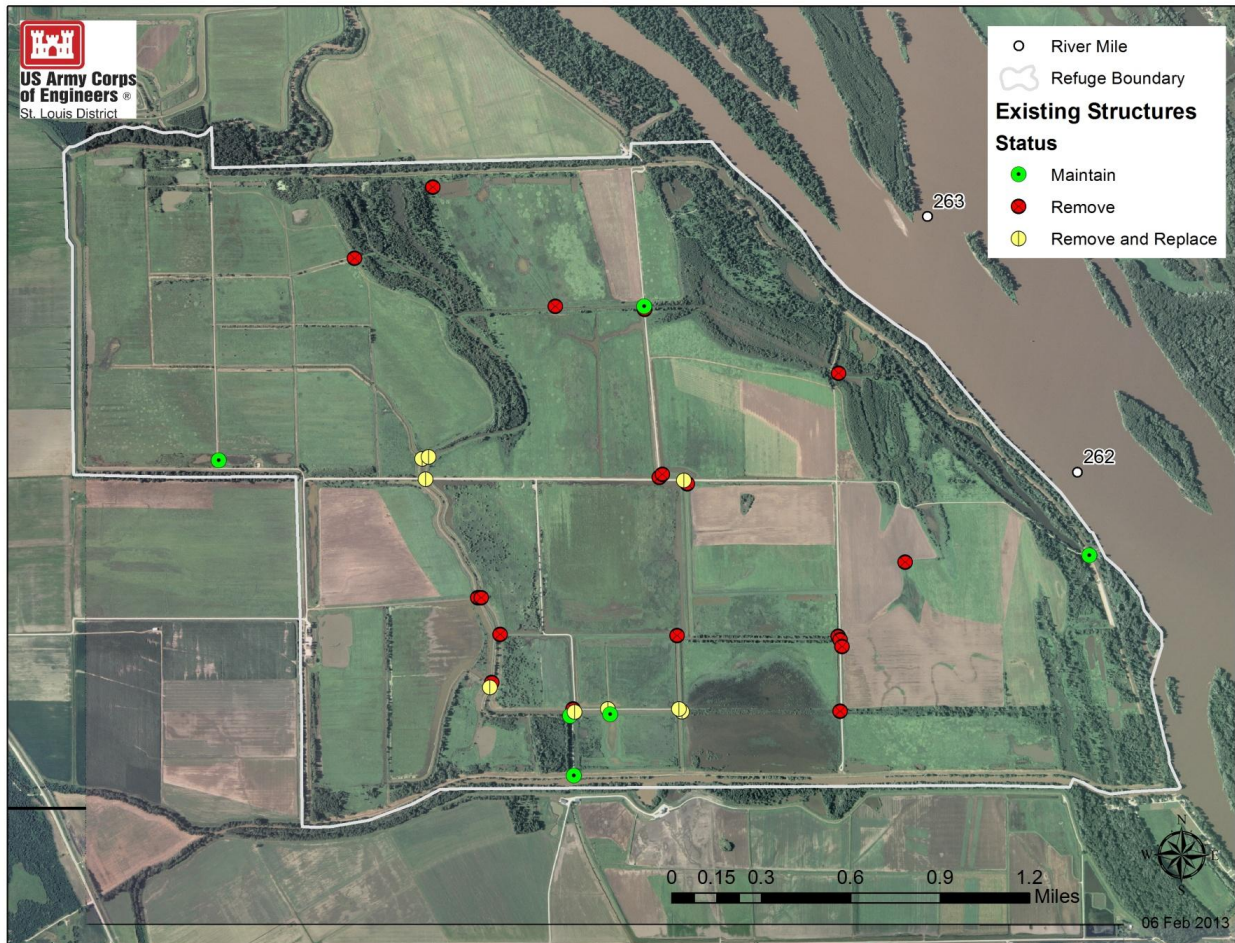 US Army Corps
of Engineers ®
St. Louis District
River Mile
Refuge Boundary
Existing Structures
Status
Maintain
Remove
Remove and Replace
263
262
N
W E
S
0 0.15 0.3 0.6 0.9 1.2
Miles
06 Feb 2013